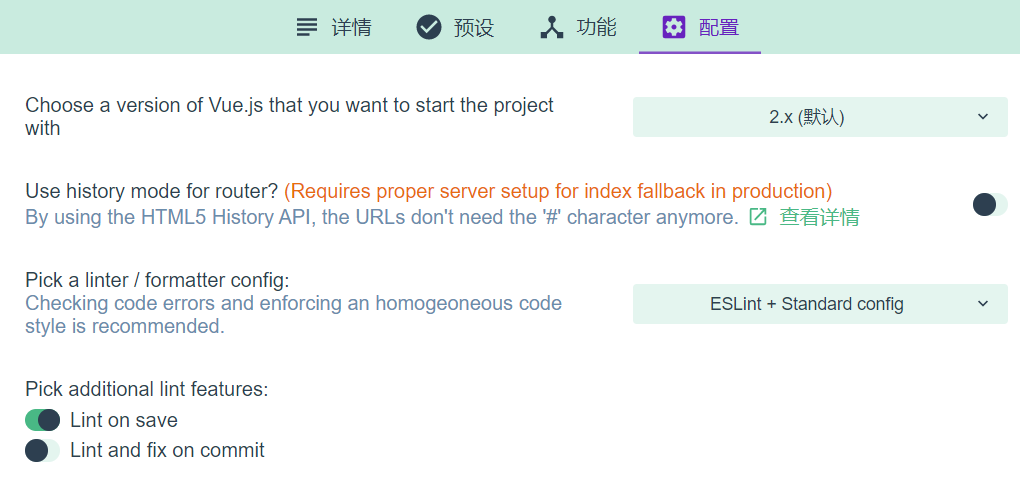 详情 预设 功能 配置
Choose a version of Vue.js that you want to start the project
with
2.x (默认)
Use history mode for router? (Requires proper server setup for index fallback in production)
By using the HTML5 History API, the URLs don't need the '#' character anymore. 查看详情
Pick a linter / formatter config:
Checking code errors and enforcing an homogeoneous code
style is recommended.
ESLint + Standard config
Pick additional lint features:
Lint on save
Lint and fix on commit